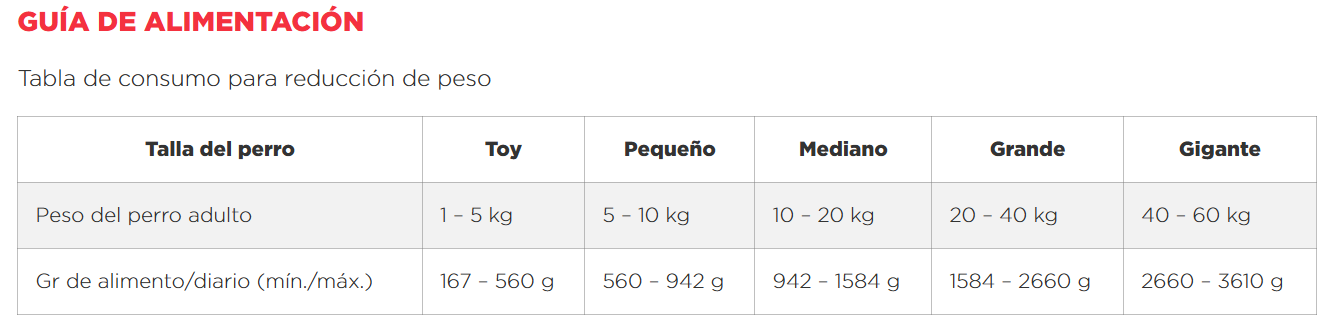 GUÍA DE ALIMENTACIÓN
Tabla de consumo para reducción de peso
Talla del perro Toy Pequeño Mediano Grande Gigante
Peso del perro adulto 1 – 5 kg 5 – 10 kg 10 – 20 kg 20 – 40 kg 40 – 60 kg
Gr de alimento/diario (mín./máx.) 167 – 560 g 560 – 942 g 942 – 1584 g 1584 – 2660 g 2660 – 3610 g